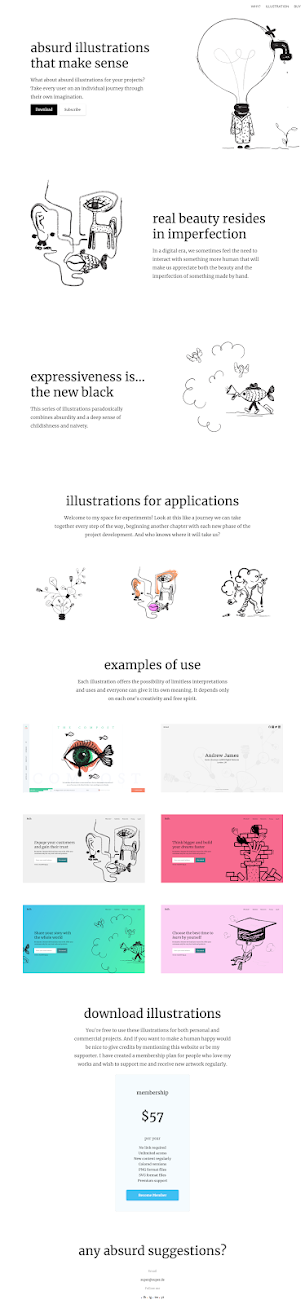 WHY?  ILLUSTRATION  BUY
absurd illustrations
that make sense
What about absurd illustrations for your projects?
Take every user on an individual journey through
their own imagination.
Download  Subscribe
real beauty resides
in imperfection
In a digital era, we sometimes feel the need to
interact with something more human that will
make us appreciate both the beauty and the
imperfection of something made by hand.
expressiveness is...
the new black
This series of illustrations paradoxically
combines absurdity and a deep sense of
childishness and naivety.
illustrations for applications
Welcome to my space for experiments! Look at this like a journey we can take
together every step of the way, beginning another chapter with each new phase of the
project development. And who knows where it will take us?
examples of use
Each illustration offers the possibility of limitless interpretations
and uses and everyone can give it its own meaning. It depends only
on each one's creativity and free spirit.
Andrew James
Engage your customers
and gain their trust
Think bigger and build
your dreams faster
Share your work with
the whole world
Choose the best door to
learn by yourself
download illustrations
You're free to use these illustrations for both personal and
commercial projects. And if you want to make a human happy would
be nice to give credits by mentioning this website or be my
supporter. I have created a membership plan for people who love my
works and wish to support me and receive new artwork regularly.
membership
$57
per year
No link required
Unlimited access
New content regularly
Colored versions
PNG format files
SVG format files
Premium support
Become Member
any absurd suggestions?
Email
Follow me